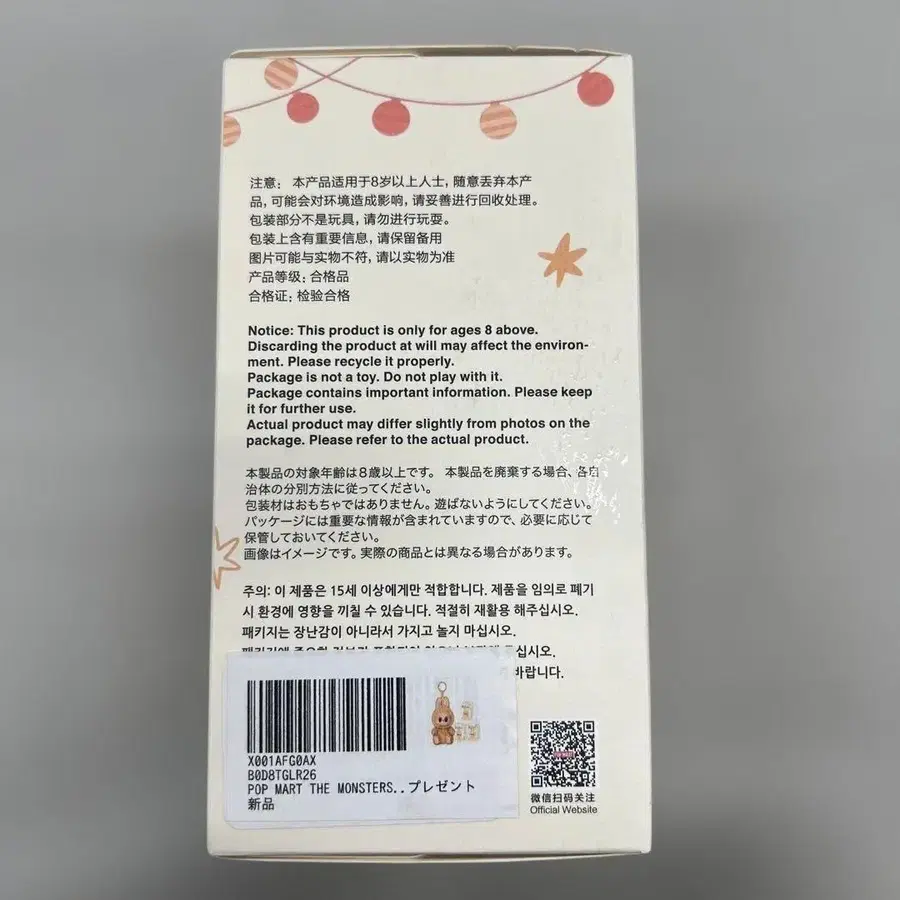 注意： 本产品适用于8岁以上人士，随意丢弃本产
品，可能会对环境造成影响，请妥善进行回收处理。
包装部分不是玩具，请勿进行玩耍。
包装上含有重要信息，请保留备用
图片可能与实物不符，请以实物为准
产品等级：合格品
合格证：检验合格
Notice: This product is only for ages 8 above.
Discarding the product at will may affect the environ-
ment. Please recycle it properly.
Package is not a toy. Do not play with it.
Package contains important information. Please keep
it for further use.
Actual product may differ slightly from photos on the
package. Please refer to the actual product.
本製品の対象年齢は８歳以上です。 本製品を廃棄する場合、各自
治体の分別方法に従ってください。
包装材はおもちゃではありません。遊ばないようにしてください。
パッケージには重要な情報が含まれていますので、必要に応じて
保管しておいてください。
画像はイメージです。実際の商品とは異なる場合があります。
주의: 이 제품은 15세 이상에게만 적합합니다. 제품을 임의로 폐기
시 환경에 영향을 끼칠 수 있습니다. 적절히 재활용 해주십시오.
패키지는 장난감이 아니라서 가지고 놀지 마십시오.
십시오.
바랍니다.
X001AFG0AX
B0D8TGLR26
POP MART THE MONSTERS..プレゼント
新品
微信扫码关注
Official Website